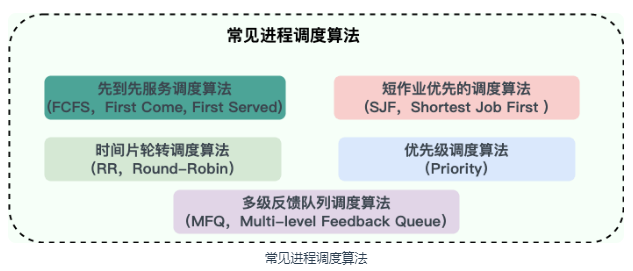 常见进程调度算法
先到先服务调度算法
(FCFS，First Come, First Served)
短作业优先的调度算法
(SJF，Shortest Job First )
时间片轮转调度算法
(RR，Round-Robin)
优先级调度算法
(Priority)
多级反馈队列调度算法
(MFQ，Multi-level Feedback Queue)
常见进程调度算法